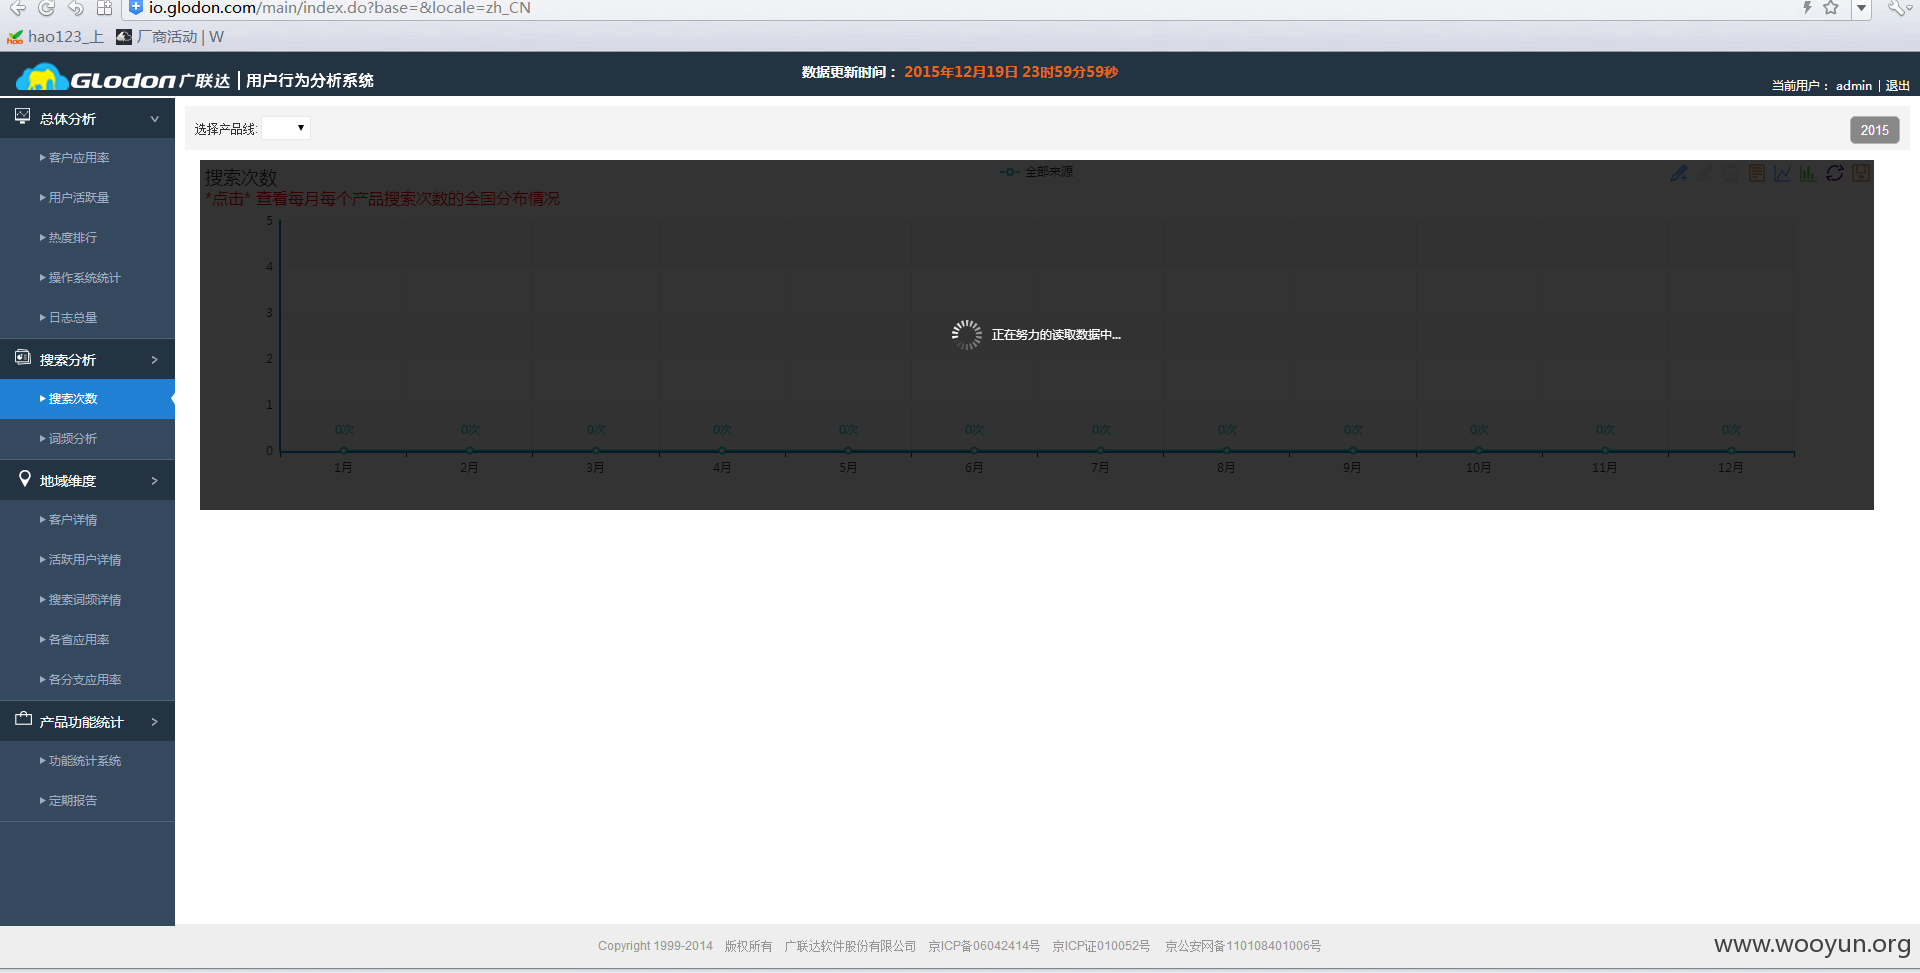 io.glodon.com/main/index.do?base=&locale=zh_CN
hao123_上 厂商活动 | W
GLodon广联达 | 用户行为分析系统
数据更新时间： 2015年12月19日 23时59分59秒
当前用户： admin | 退出
总体分析
客户应用率
用户活跃量
热度排行
操作系统统计
日志总量
搜索分析
搜索次数
词频分析
地域维度
客户详情
活跃用户详情
搜索词频详情
各省应用率
各分支应用率
产品功能统计
功能统计系统
定期报告
选择产品线:
2015
搜索次数
*点击* 查看每月每个产品搜索次数的全国分布情况
全部来源
5
4
3
2
1
0
正在努力的读取数据中...
0次 0次 0次 0次 0次 0次 0次 0次 0次 0次 0次 0次
1月 2月 3月 4月 5月 6月 7月 8月 9月 10月 11月 12月
Copyright 1999-2014 版权所有 广联达软件股份有限公司 京ICP备06042414号 京ICP证010052号 京公安网备110108401006号
www.wooyun.org